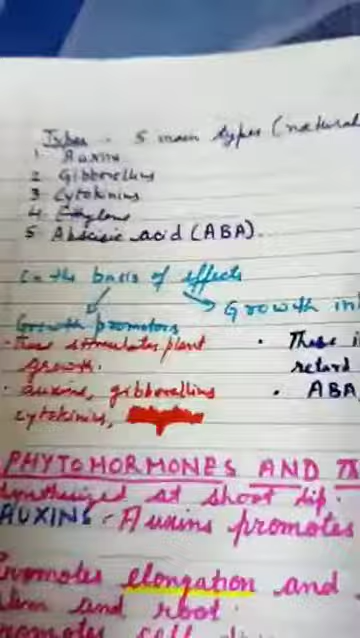 Types - 5 main types (natural
1 Auxins
2 Gibberellins
3 Cytokinins
4 Ethylene
5 Abscisic acid (ABA).
On the basis of effects
Growth promotors
Growth in
• These stimulates plant
growth.
• auxins, gibberellins
cytokinins,
• These i
retard
• ABA,
PHYTOHORMONES AND
synthesized at shoot tip.
AUXINS - Auxins promotes
Promotes elongation and
stem and root.